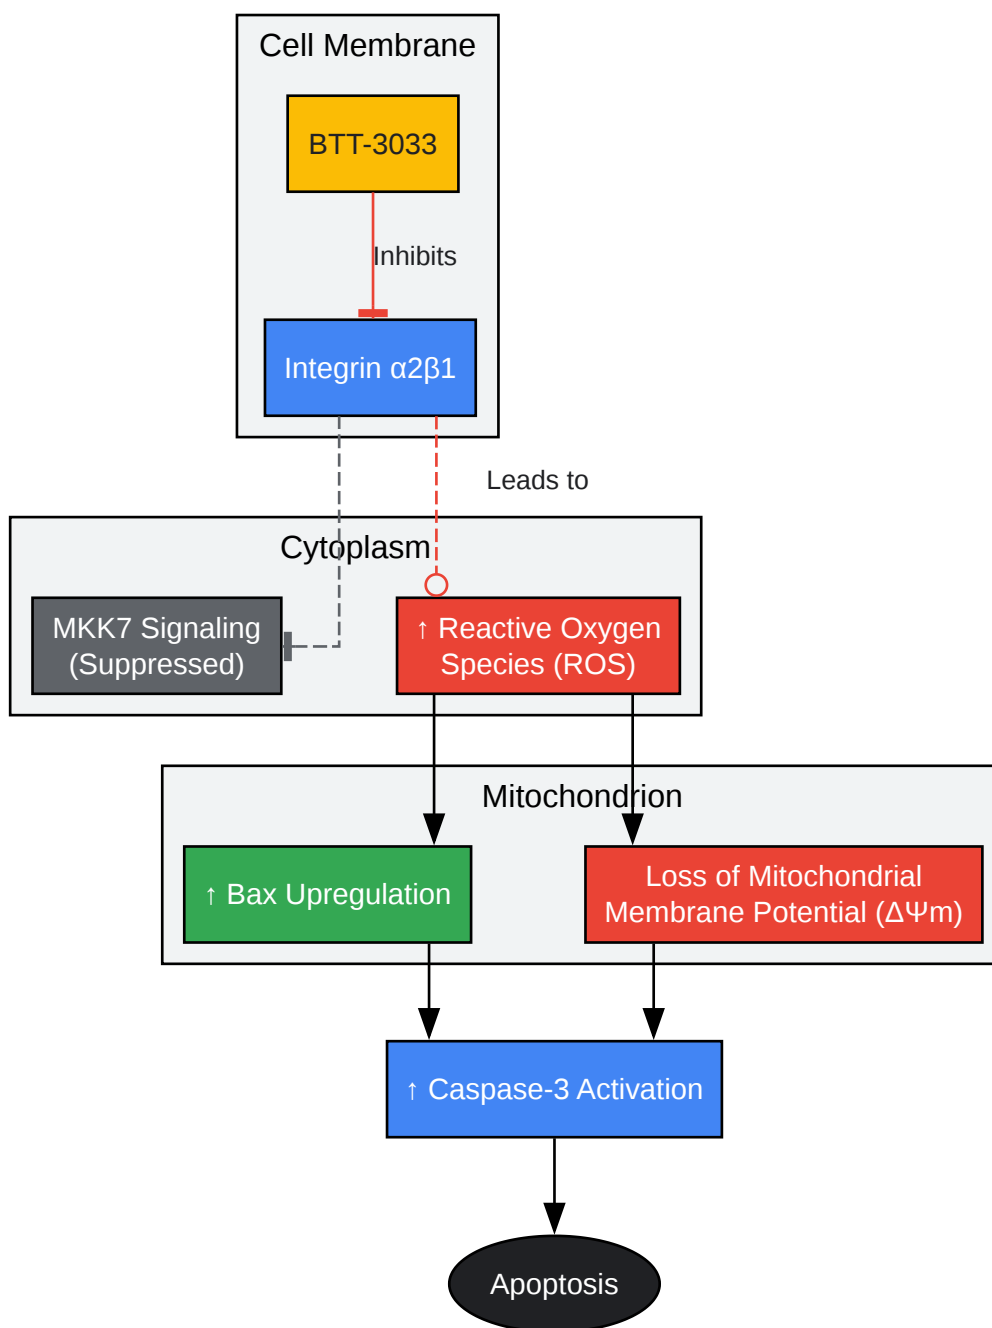 Cell Membrane
BTT-3033
Inhibits
Integrin α2β1
Leads to
Cytoplasm
MKK7 Signaling
(Suppressed)
↑ Reactive Oxygen
Species (ROS)
Mitochondrion
↑ Bax Upregulation
Loss of Mitochondrial
Membrane Potential (ΔΨm)
↑ Caspase-3 Activation
Apoptosis